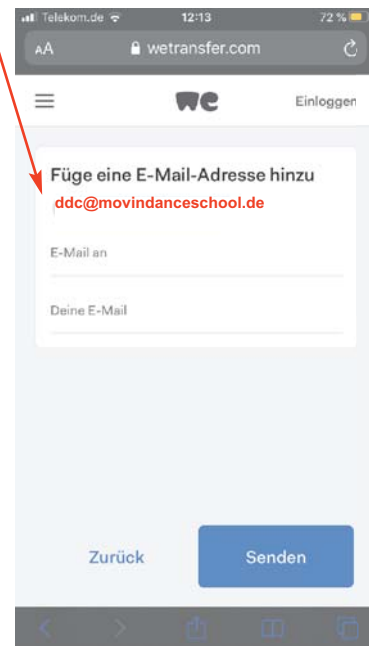 Telekom.de 12:13 72 %
AA wetransfer.com
we Einloggen
Füge eine E-Mail-Adresse hinzu
ddc@movindanceschool.de
E-Mail an
Deine E-Mail
Zurück Senden